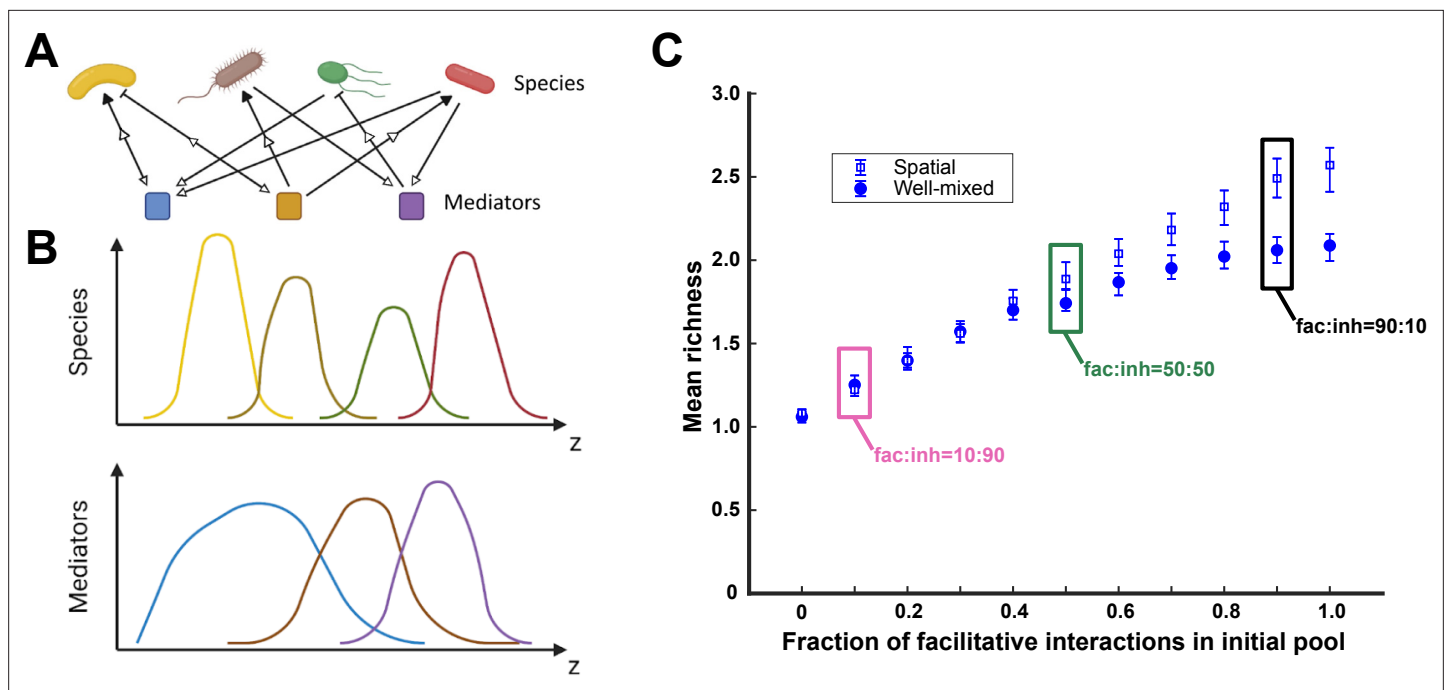 A
Species
Mediators
B
Species
z
Mediators
z
C
3.0
2.5
2.0
1.5
1.0
0.5
0
Mean richness
Spatial
Well-mixed
fac:inh=90:10
fac:inh=50:50
fac:inh=10:90
0
0.2
0.4
0.6
0.8
1.0
Fraction of facilitative interactions in initial pool